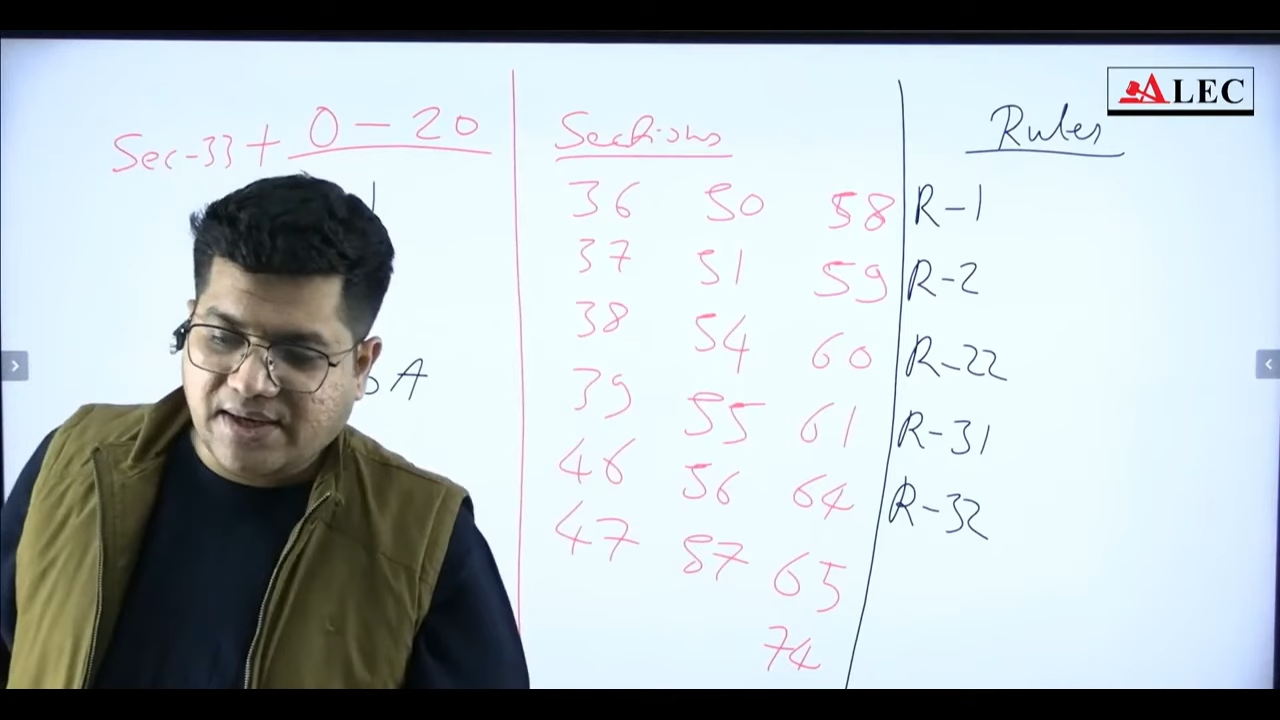 ALEC
Sec-33 + 0 - 20
Sections
36 50 58
37 51 59
38 54 60
39 55 61
46 56 64
47 57 65
74
Rules
R-1
R-2
R-22
R-31
R-32
A